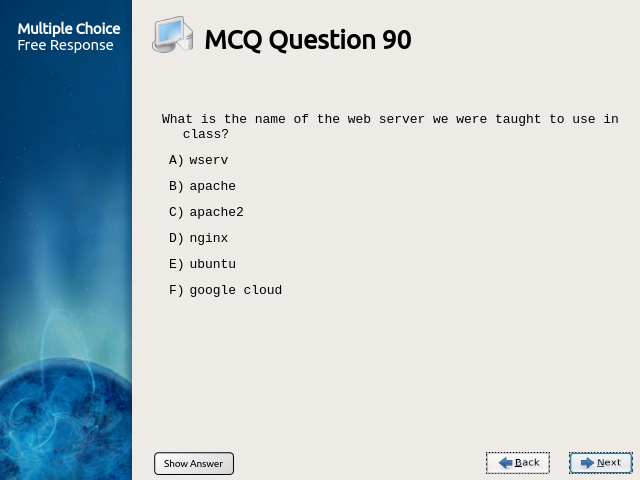 Multiple Choice
Free Response
MCQ Question 90
What is the name of the web server we were taught to use in
class?
A) wserv
B) apache
C) apache2
D) nginx
E) ubuntu
F) google cloud
Show Answer
Back
Next